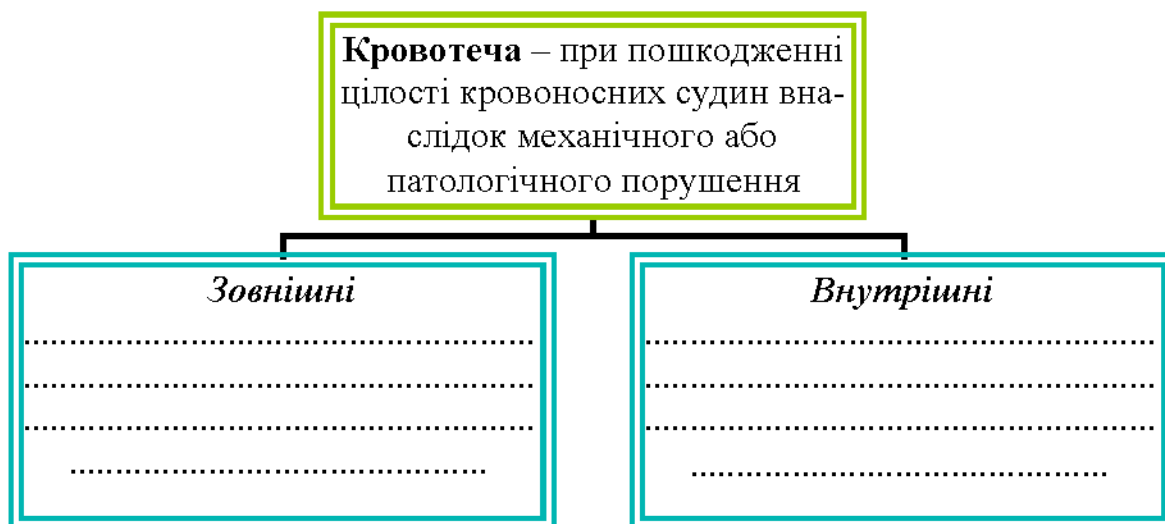 Кровотеча – при пошкодженні
цілості кровоносних судин вна-
слідок механічного або
патологічного порушення
Зовнішні
........................................................
........................................................
........................................................
..............................................
Внутрішні
........................................................
........................................................
........................................................
..............................................